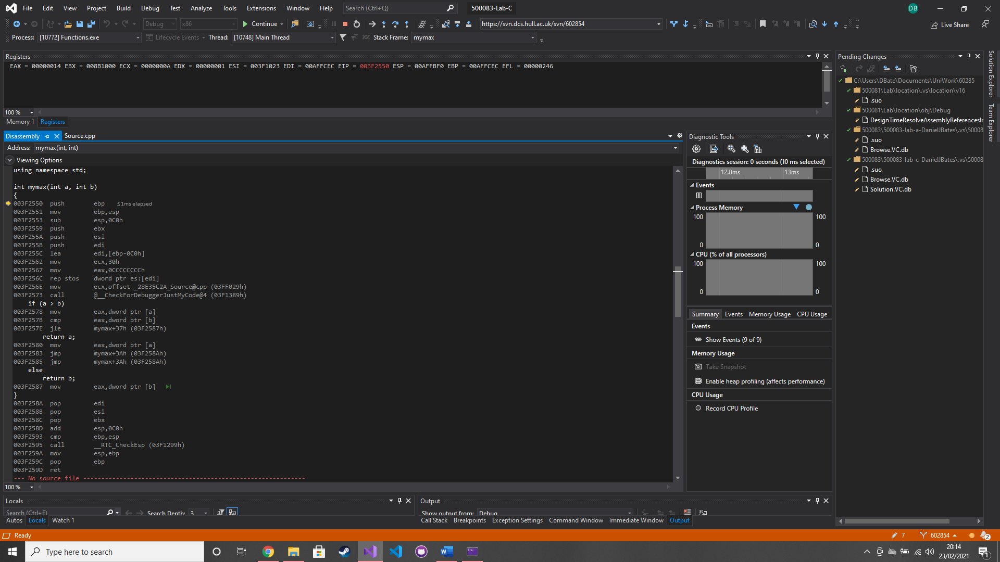 File Edit View Project Build Debug Test Analyze Tools Extensions Window Help Search (Ctrl+Q) 500083-Lab-C DB
Debug x86 Continue https://svn.dcs.hull.ac.uk/svn/602854 Live Share
Process: [10772] Functions.exe Lifecycle Events Thread: [10748] Main Thread Stack Frame: mymax
Registers
EAX = 00000014 EBX = 008B1000 ECX = 0000000A EDX = 00000001 ESI = 003F1023 EDI = 00AFFCEC EIP = 003F2550 ESP = 00AFFBF0 EBP = 00AFFCEC EFL = 00000246
100 %
Memory 1 Registers
Disassembly Source.cpp
Address: mymax(int, int)
Viewing Options
using namespace std;
int mymax(int a, int b)
{
003F2550 push ebp ≤1ms elapsed
003F2551 mov ebp,esp
003F2553 sub esp,0C0h
003F2559 push ebx
003F255A push esi
003F255B push edi
003F255C lea edi,[ebp-0C0h]
003F2562 mov ecx,30h
003F2567 mov eax,0CCCCCCCCh
003F256C rep stos dword ptr es:[edi]
003F256E mov ecx,offset _28E35C2A_Source@cpp (03FF029h)
003F2573 call @__CheckForDebuggerJustMyCode@4 (03F1389h)
if (a > b)
003F2578 mov eax,dword ptr [a]
003F257B cmp eax,dword ptr [b]
003F257E jle mymax+37h (03F2587h)
return a;
003F2580 mov eax,dword ptr [a]
003F2583 jmp mymax+3Ah (03F258Ah)
003F2585 jmp mymax+3Ah (03F258Ah)
else
return b;
003F2587 mov eax,dword ptr [b]
}
003F258A pop edi
003F258B pop esi
003F258C pop ebx
003F258D add esp,0C0h
003F2593 cmp ebp,esp
003F2595 call __RTC_CheckEsp (03F1299h)
003F259A mov esp,ebp
003F259C pop ebp
003F259D ret
--- No source file -------------------------------------------------------------
100 %
Diagnostic Tools
Diagnostics session: 0 seconds (10 ms selected)
12.8ms 13ms
Events
Process Memory
100 100
0 0
CPU (% of all processors)
100 100
0 0
Summary Events Memory Usage CPU Usage
Events
Show Events (9 of 9)
Memory Usage
Take Snapshot
Enable heap profiling (affects performance)
CPU Usage
Record CPU Profile
Pending Changes
C:\Users\DBate\Documents\UniWork\60285
500081\Lab\location\.vs\location\v16
.suo
500081\Lab\location\obj\Debug
DesignTimeResolveAssemblyReferencesIn
500083\500083-lab-a-DanielJBates\.vs\50008
.suo
Browse.VC.db
500083\500083-lab-c-DanielJBates\.vs\50008
.suo
Browse.VC.db
Solution.VC.db
Solution Explorer
Team Explorer
Locals
Search (Ctrl+E) Search Depth: 3
Autos Locals Watch 1
Output
Show output from: Debug
Call Stack Breakpoints Exception Settings Command Window Immediate Window Output
Ready 7 602854 2
Type here to search
20:14
23/02/2021
1